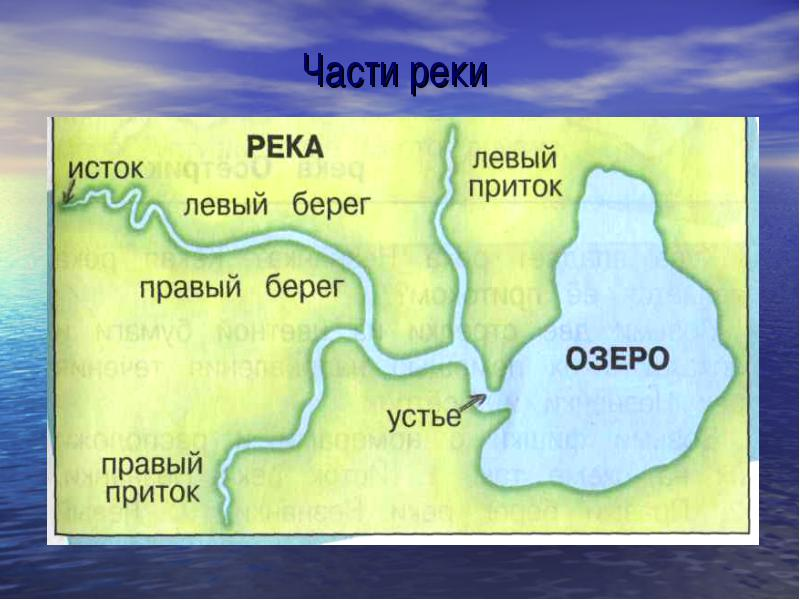 Части реки
РЕКА
исток
левый берег
левый
приток
правый берег
ОЗЕРО
устье
правый
приток